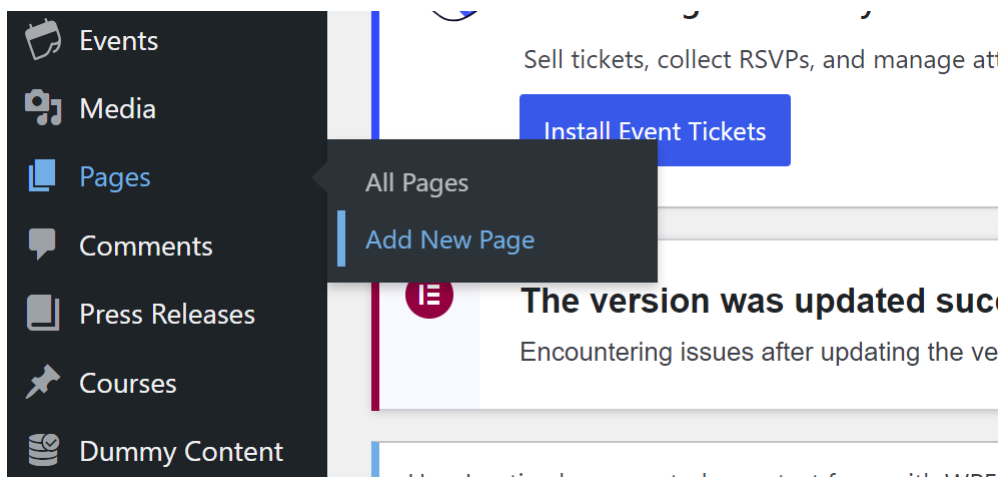 Events
Media
Pages
Comments
Press Releases
Courses
Dummy Content
All Pages
Add New Page
Sell tickets, collect RSVPs, and manage att
Install Event Tickets
The version was updated suc
Encountering issues after updating the ve